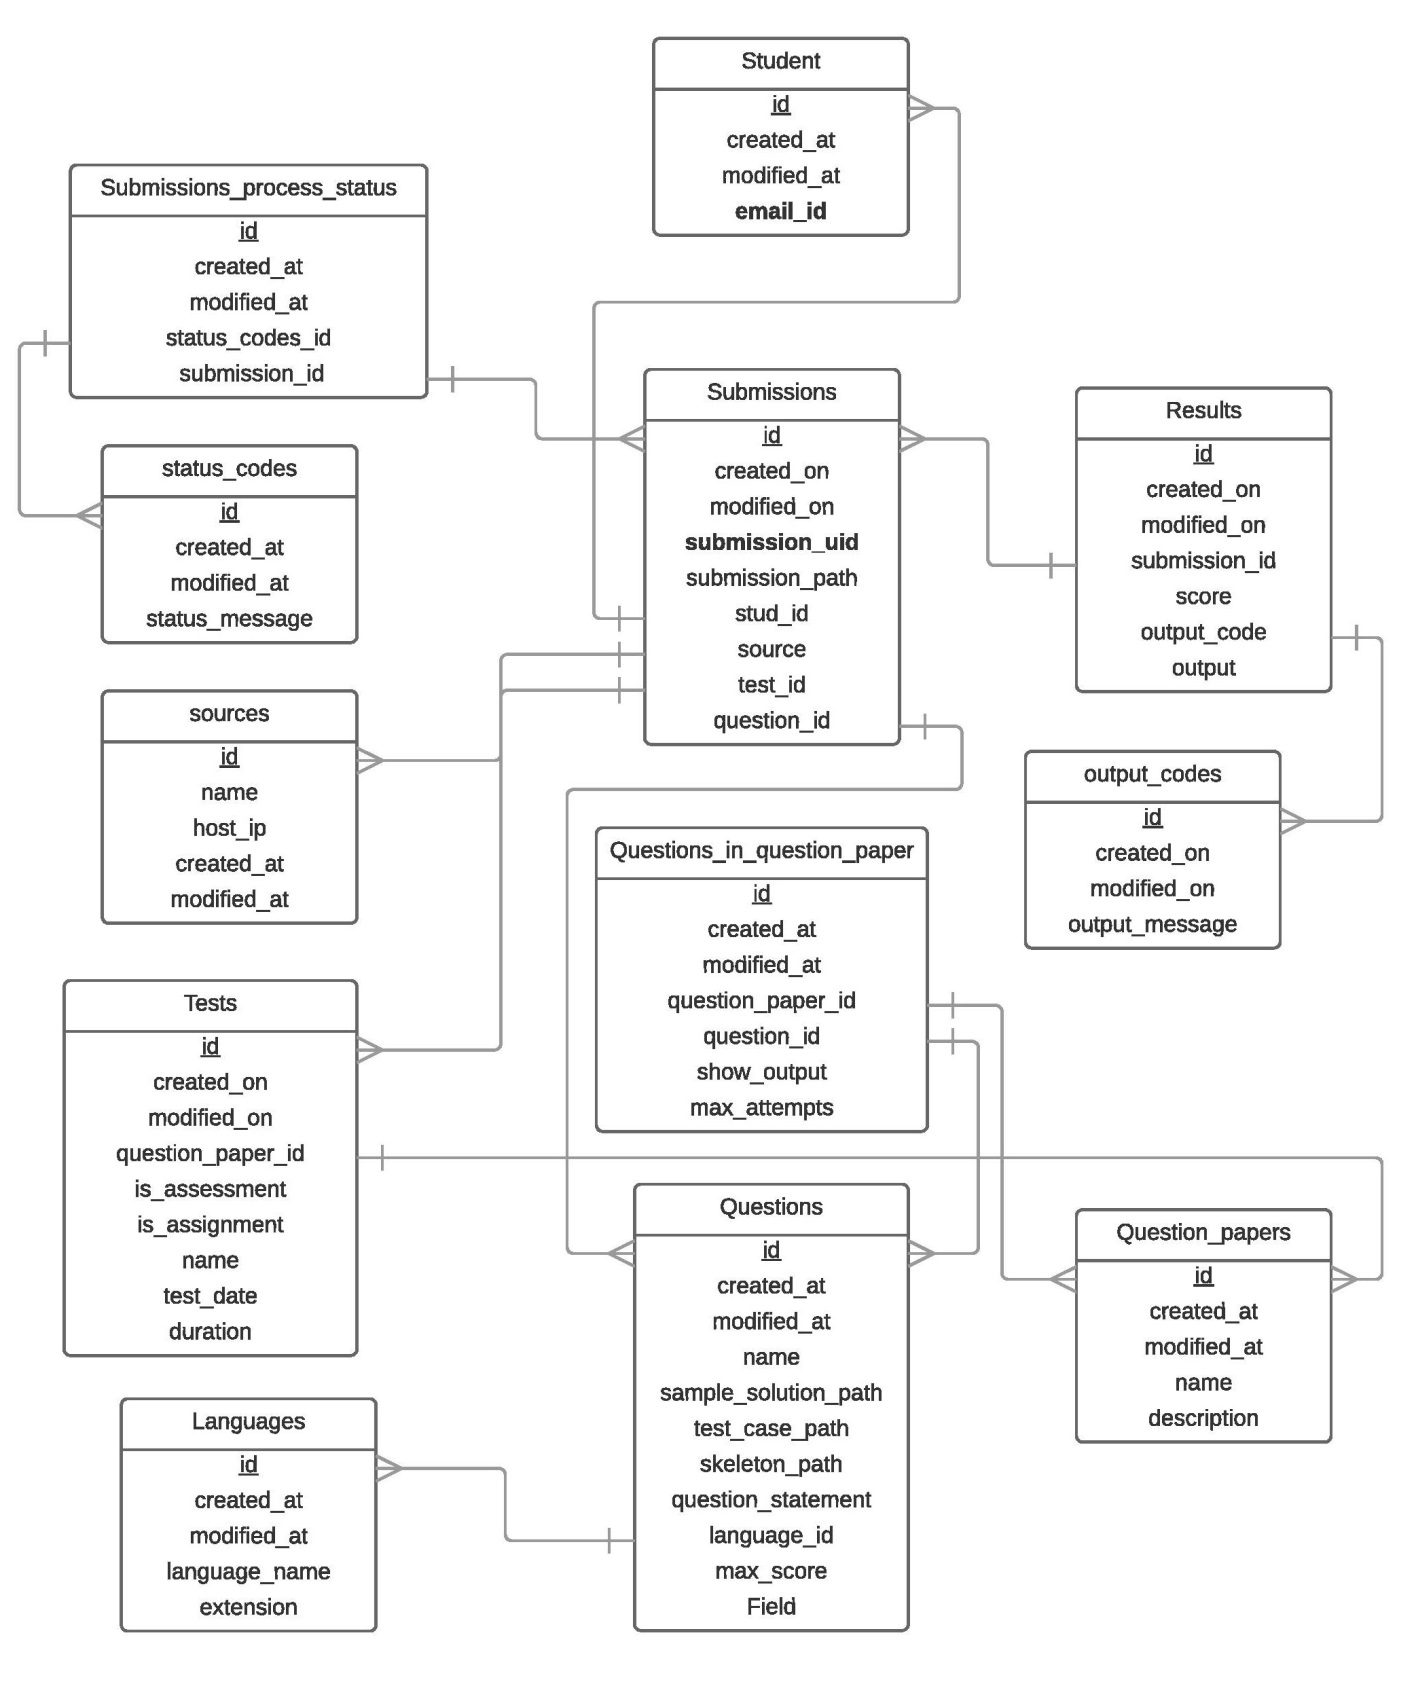 Student
id
created_at
modified_at
email_id
Submissions_process_status
id
created_at
modified_at
status_codes_id
submission_id
Submissions
id
created_on
modified_on
submission_uid
submission_path
stud_id
source
test_id
question_id
Results
id
created_on
modified_on
submission_id
score
output_code
output
status_codes
id
created_at
modified_at
status_message
sources
id
name
host_ip
created_at
modified_at
output_codes
id
created_on
modified_on
output_message
Questions_in_question_paper
id
created_at
modified_at
question_paper_id
question_id
show_output
max_attempts
Tests
id
created_on
modified_on
question_paper_id
is_assessment
is_assignment
name
test_date
duration
Questions
id
created_at
modified_at
name
sample_solution_path
test_case_path
skeleton_path
question_statement
language_id
max_score
Field
Question_papers
id
created_at
modified_at
name
description
Languages
id
created_at
modified_at
language_name
extension